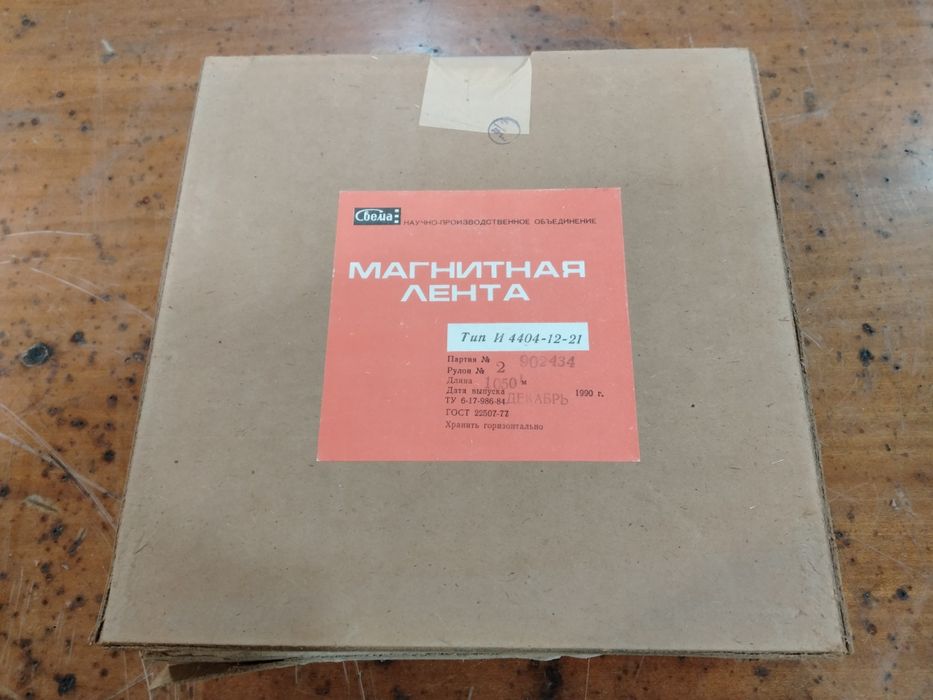 Свема
НАУЧНО-ПРОИЗВОДСТВЕННОЕ ОБЪЕДИНЕНИЕ
МАГНИТНАЯ
ЛЕНТА
Тип И 4404-12-21
Партия № 902434
Рулон № 2
Длина 1050 м
Дата выпуска ДЕКАБРЬ 1990 г.
ТУ 6-17-986-84
ГОСТ 22507-77
Хранить горизонтально